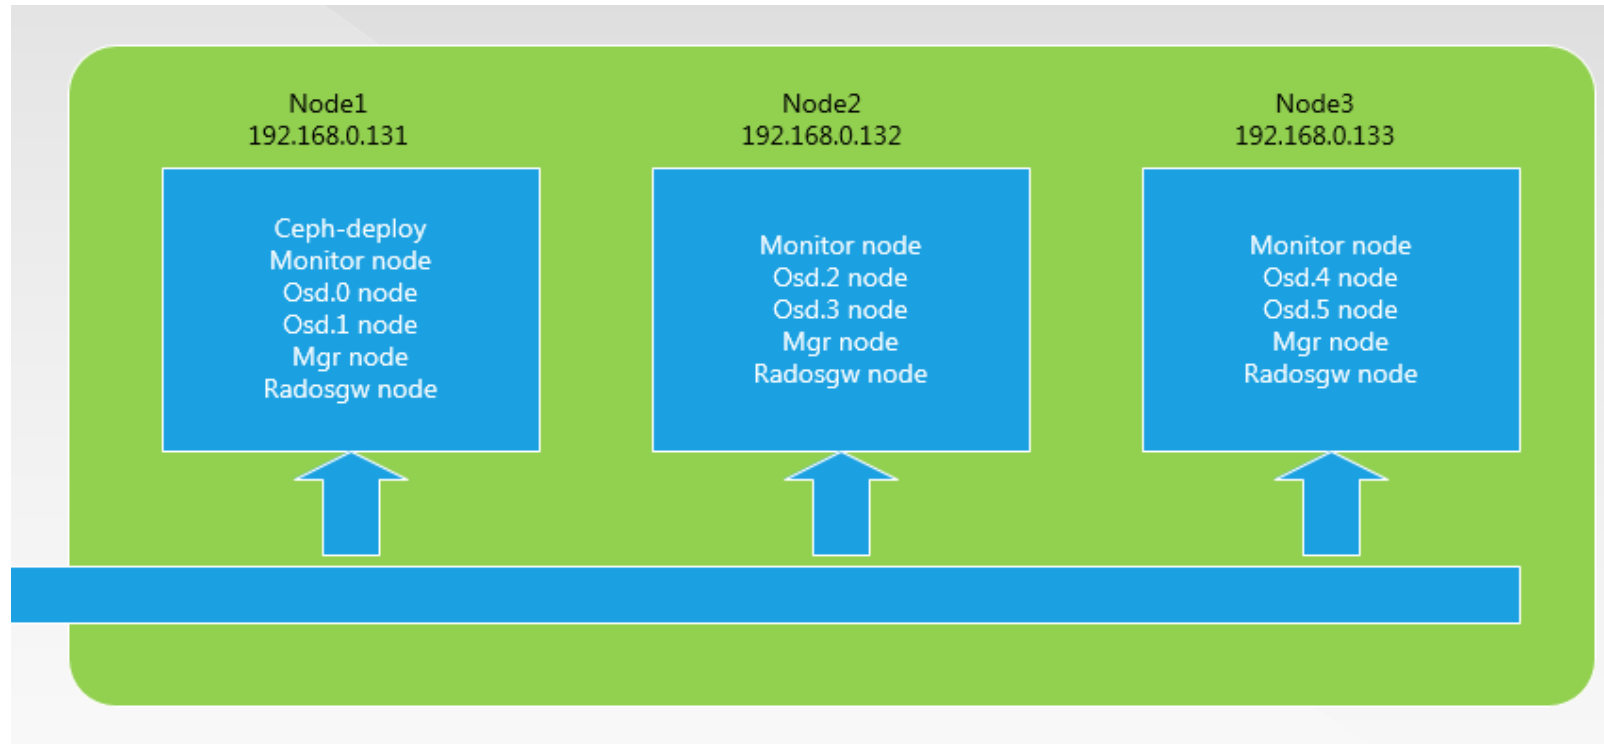 Node1
192.168.0.131
Ceph-deploy
Monitor node
Osd.0 node
Osd.1 node
Mgr node
Radosgw node
Node2
192.168.0.132
Monitor node
Osd.2 node
Osd.3 node
Mgr node
Radosgw node
Node3
192.168.0.133
Monitor node
Osd.4 node
Osd.5 node
Mgr node
Radosgw node